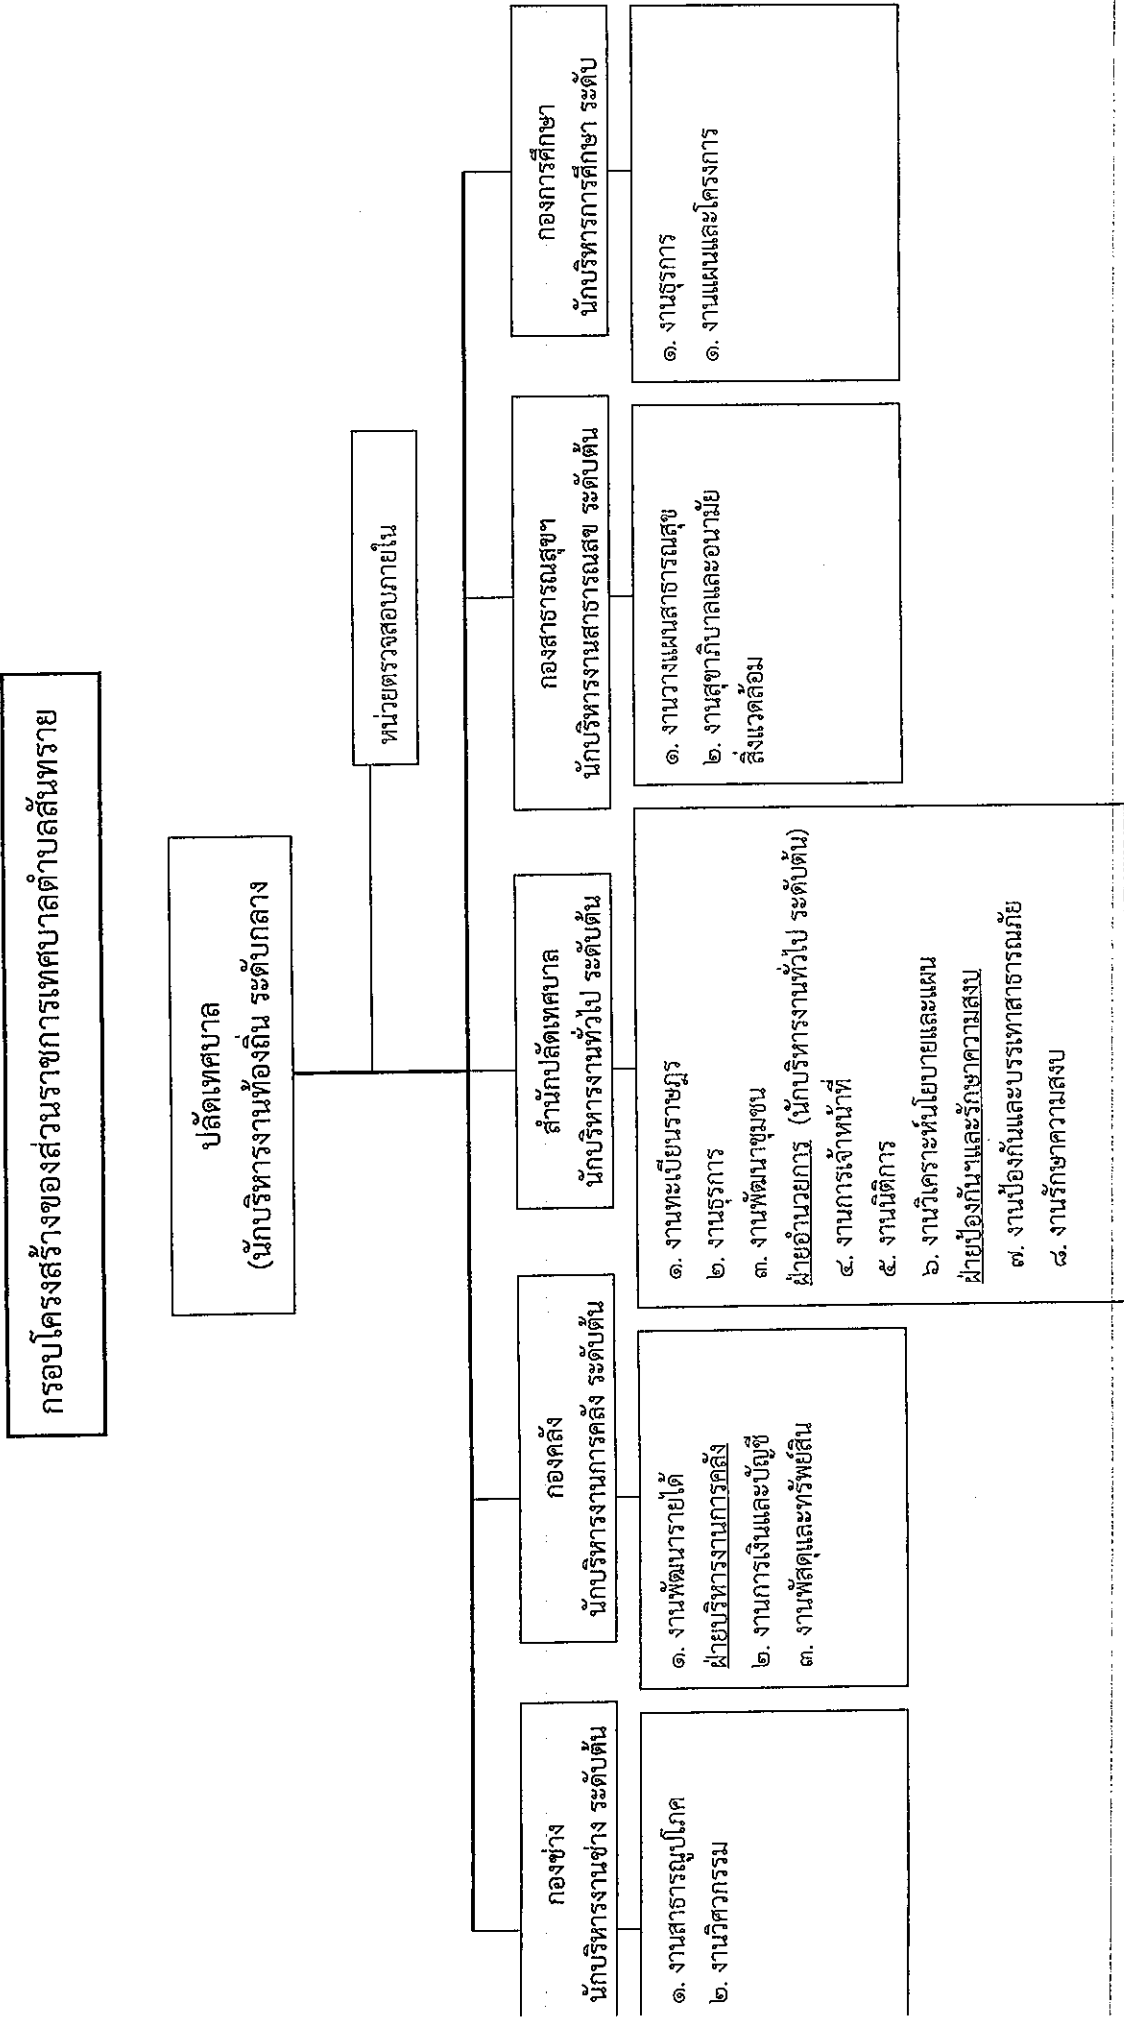 กรอบโครงสร้างของส่วนราชการเทศบาลตำบลสันทราย
ปลัดเทศบาล
(นักบริหารงานท้องถิ่น ระดับกลาง)
หน่วยตรวจสอบภายใน
กองช่าง
นักบริหารงานช่าง ระดับต้น
๑. งานสาธารณูปโภค
๒. งานวิศวกรรม
กองคลัง
นักบริหารงานการคลัง ระดับต้น
๑. งานพัฒนารายได้
ฝ่ายบริหารงานการคลัง
๒. งานการเงินและบัญชี
๓. งานพัสดุและทรัพย์สิน
สำนักปลัดเทศบาล
นักบริหารงานทั่วไป ระดับต้น
๑. งานทะเบียนราษฎร
๒. งานธุรการ
๓. งานพัฒนาชุมชน
ฝ่ายอำนวยการ (นักบริหารงานทั่วไป ระดับต้น)
๔. งานการเจ้าหน้าที่
๕. งานนิติการ
๖. งานวิเคราะห์นโยบายและแผน
ฝ่ายป้องกันฯและรักษาความสงบ
๗. งานป้องกันและบรรเทาสาธารณภัย
๘. งานรักษาความสงบ
กองสาธารณสุขฯ
นักบริหารงานสาธารณสุข ระดับต้น
๑. งานวางแผนสาธารณสุข
๒. งานสุขาภิบาลและอนามัย
สิ่งแวดล้อม
กองการศึกษา
นักบริหารการศึกษา ระดับ
๑. งานธุรการ
๑. งานแผนและโครงการ